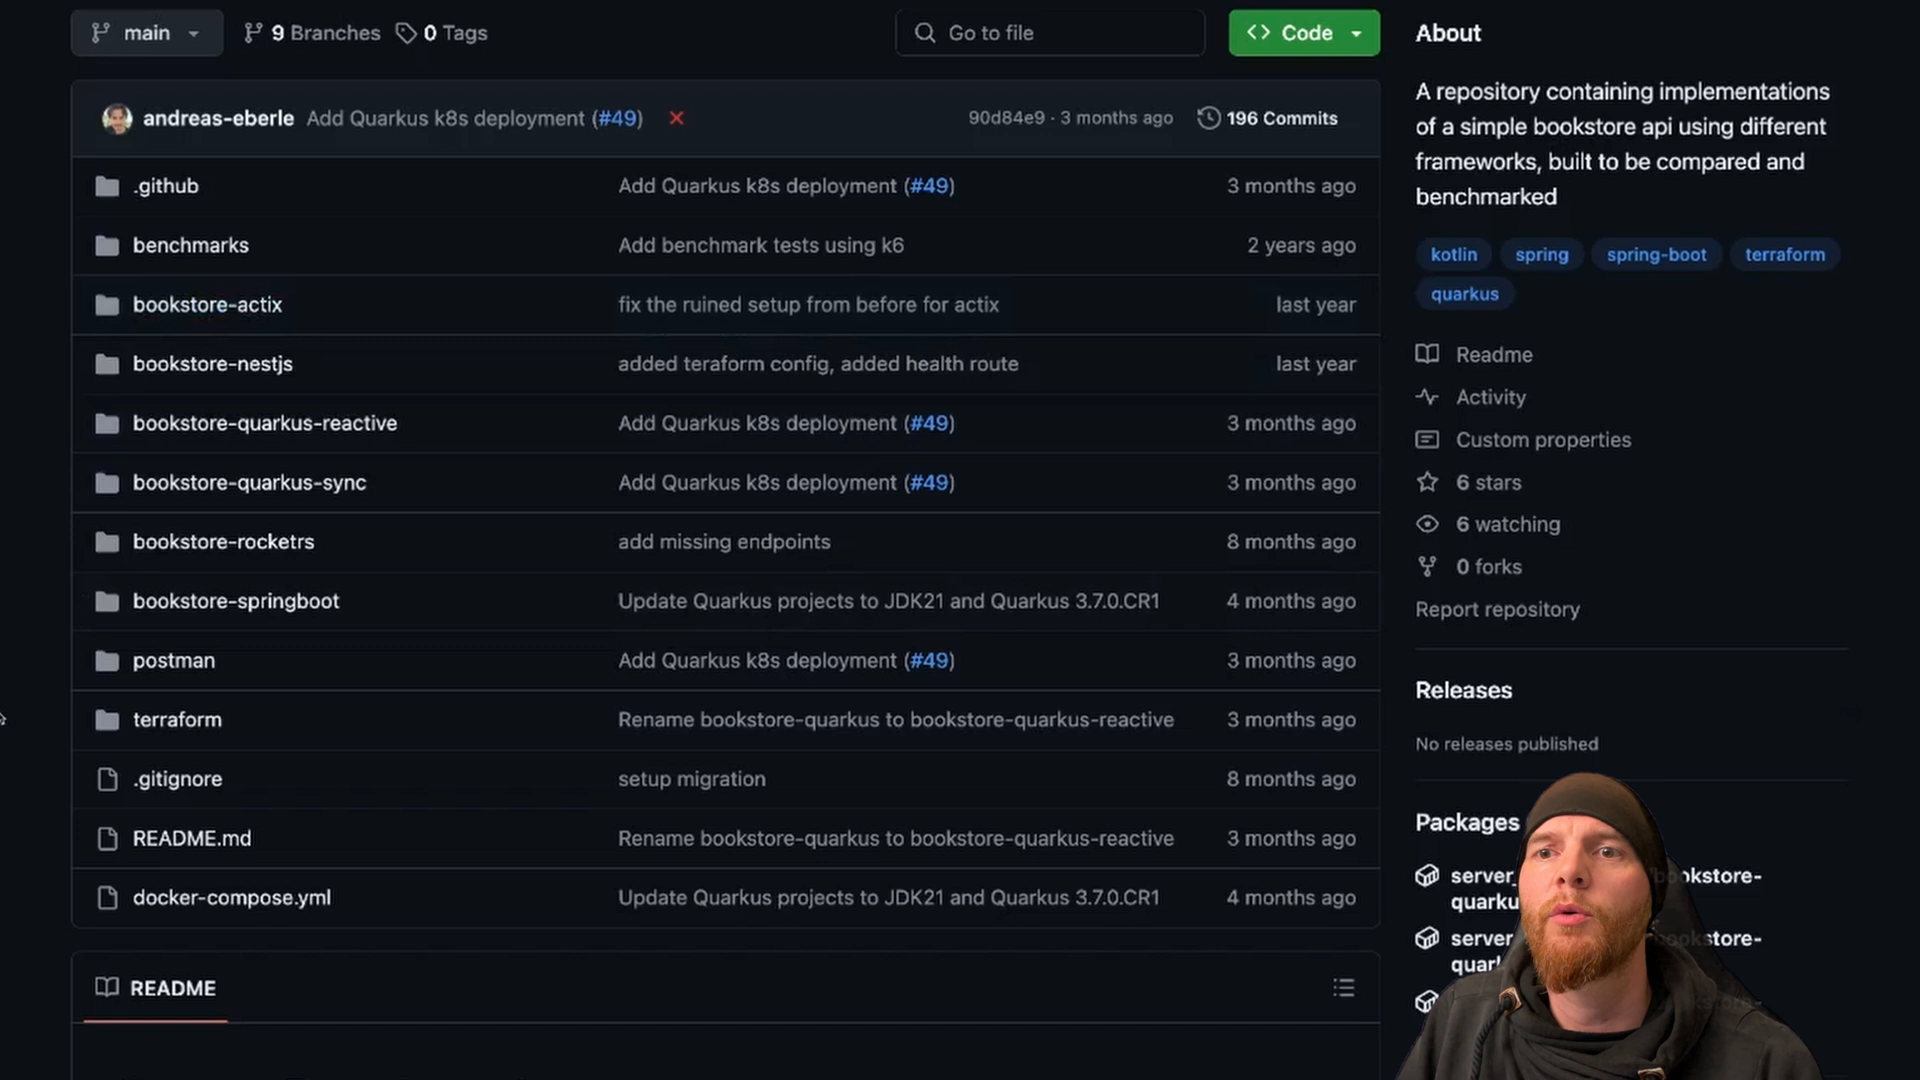 main
9 Branches
0 Tags
Go to file
Code
andreas-eberle Add Quarkus k8s deployment (#49)
90d84e9 · 3 months ago
196 Commits
.github Add Quarkus k8s deployment (#49) 3 months ago
benchmarks Add benchmark tests using k6 2 years ago
bookstore-actix fix the ruined setup from before for actix last year
bookstore-nestjs added teraform config, added health route last year
bookstore-quarkus-reactive Add Quarkus k8s deployment (#49) 3 months ago
bookstore-quarkus-sync Add Quarkus k8s deployment (#49) 3 months ago
bookstore-rocketrs add missing endpoints 8 months ago
bookstore-springboot Update Quarkus projects to JDK21 and Quarkus 3.7.0.CR1 4 months ago
postman Add Quarkus k8s deployment (#49) 3 months ago
terraform Rename bookstore-quarkus to bookstore-quarkus-reactive 3 months ago
.gitignore setup migration 8 months ago
README.md Rename bookstore-quarkus to bookstore-quarkus-reactive 3 months ago
docker-compose.yml Update Quarkus projects to JDK21 and Quarkus 3.7.0.CR1 4 months ago
README
About
A repository containing implementations
of a simple bookstore api using different
frameworks, built to be compared and
benchmarked
kotlin spring spring-boot terraform
quarkus
Readme
Activity
Custom properties
6 stars
6 watching
0 forks
Report repository
Releases
No releases published
Packages